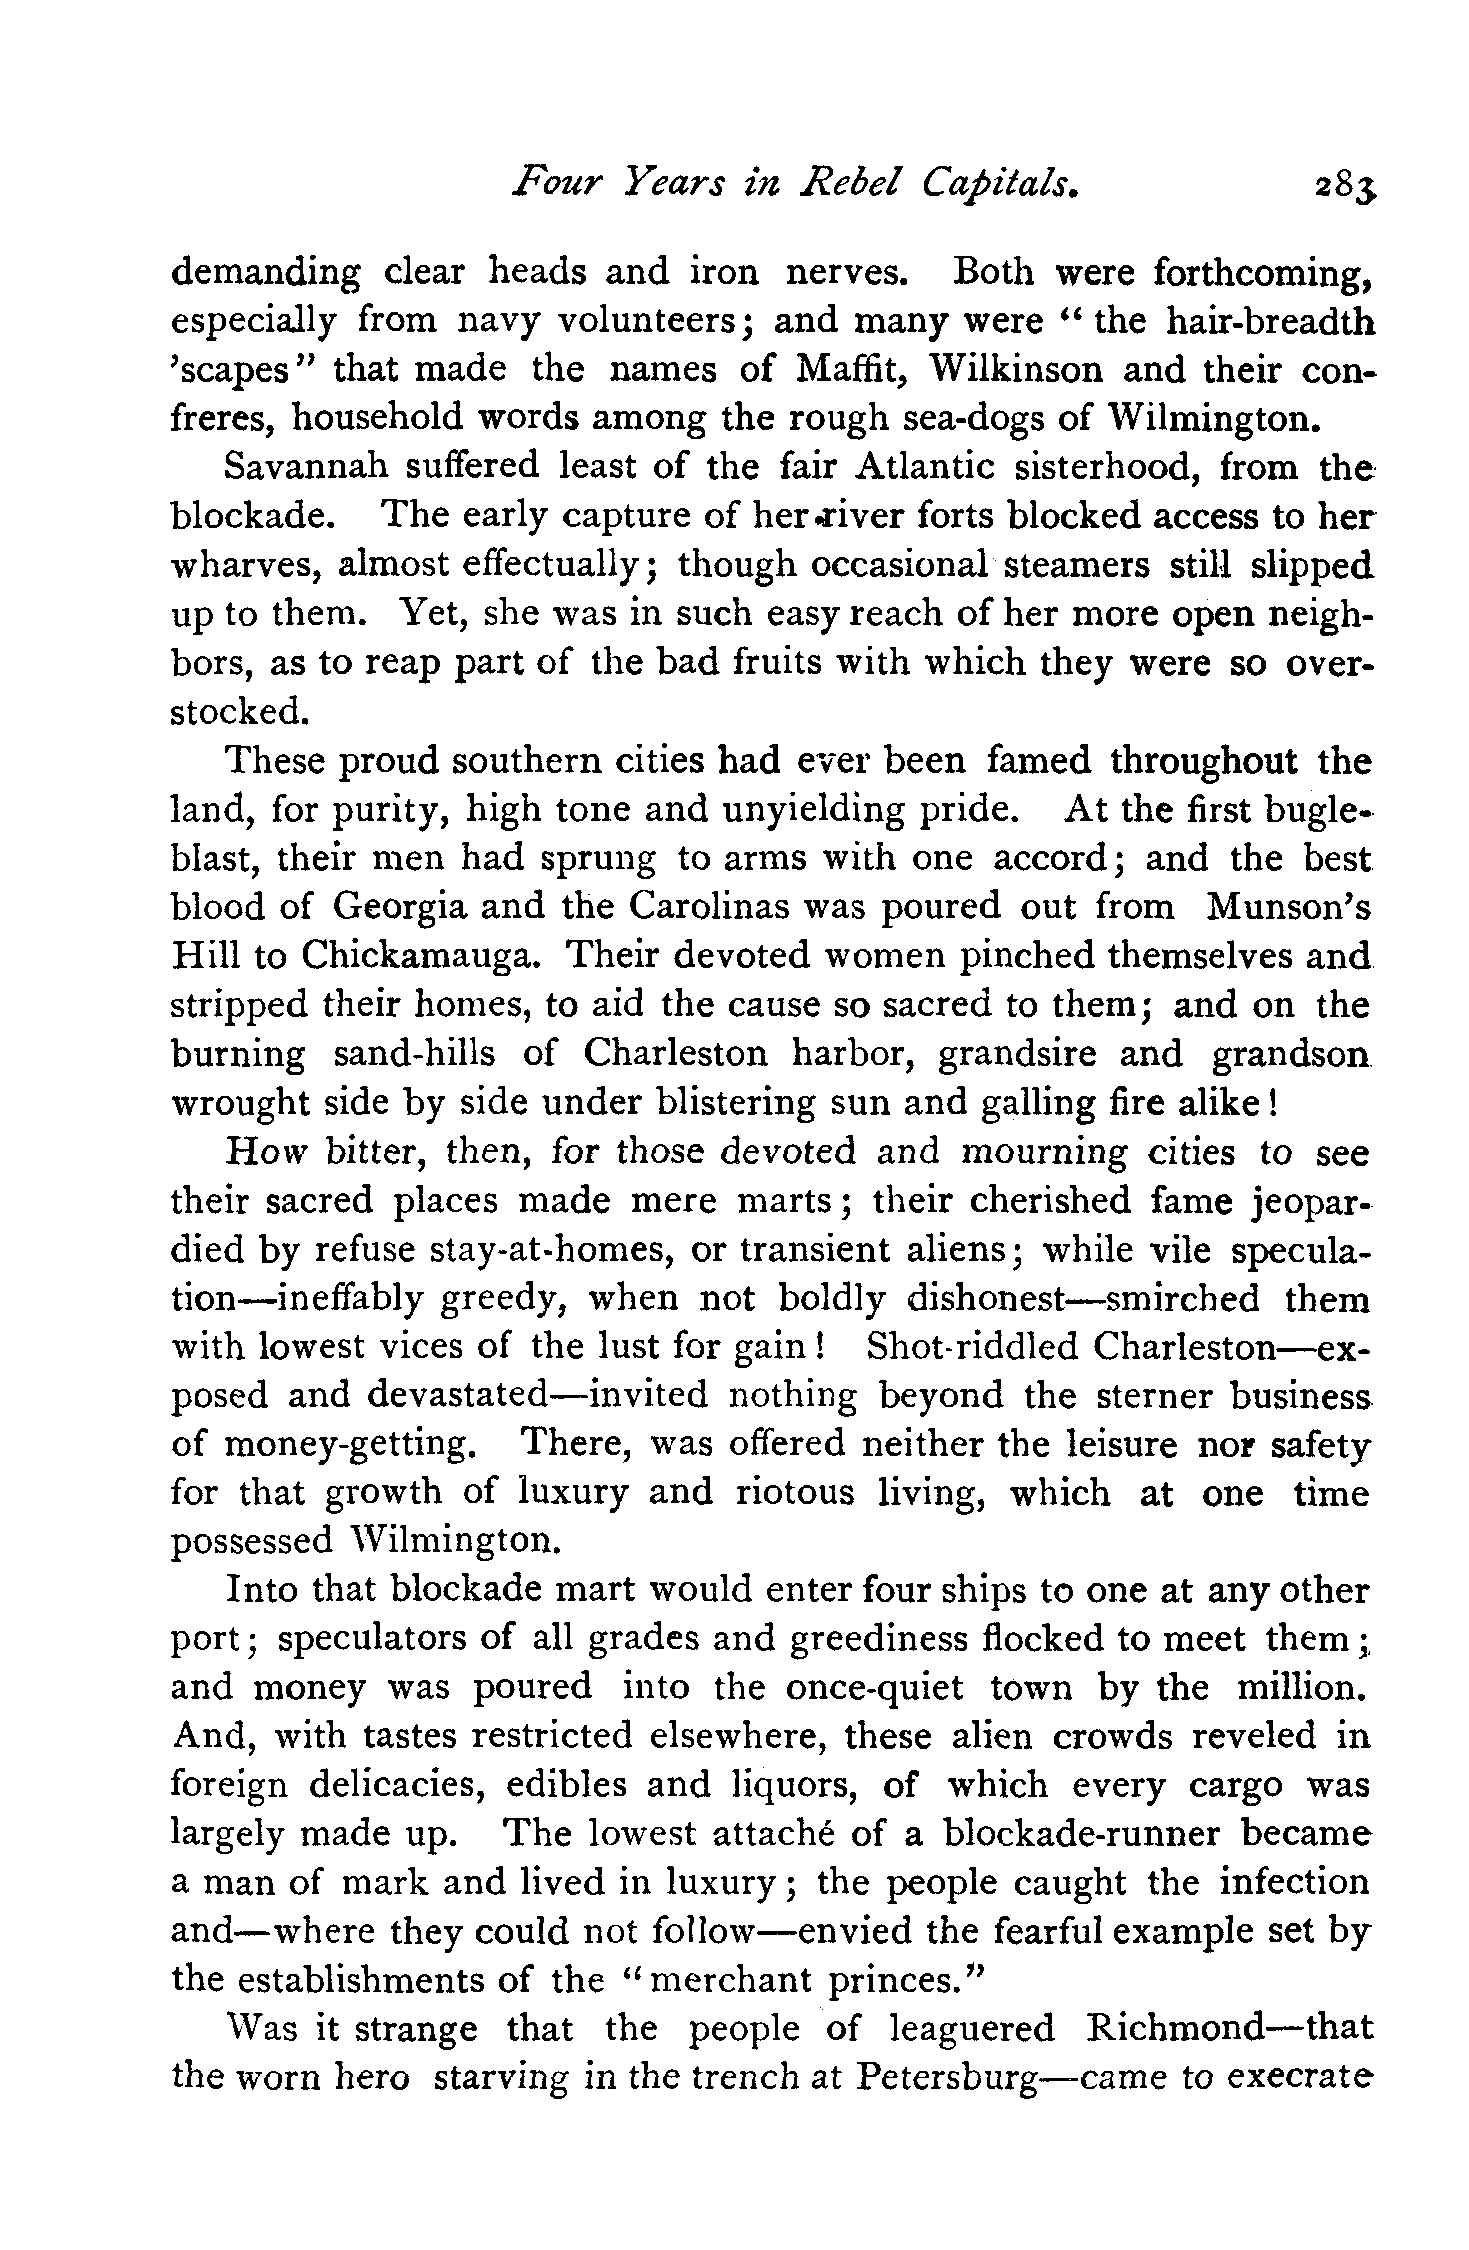 Four Years in Rebel Capitals. 283
demanding clear heads and iron nerves. Both were forthcoming,
especially from navy volunteers; and many were "the hair-breadth
'scapes" that made the names of Maffit, Wilkinson and their con-
freres, household words among the rough sea-dogs of Wilmington.
Savannah suffered least of the fair Atlantic sisterhood, from the
blockade. The early capture of her river forts blocked access to her
wharves, almost effectually; though occasional steamers still slipped
up to them. Yet, she was in such easy reach of her more open neigh-
bors, as to reap part of the bad fruits with which they were so over-
stocked.
These proud southern cities had ever been famed throughout the
land, for purity, high tone and unyielding pride. At the first bugle-
blast, their men had sprung to arms with one accord; and the best
blood of Georgia and the Carolinas was poured out from Munson's
Hill to Chickamauga. Their devoted women pinched themselves and
stripped their homes, to aid the cause so sacred to them; and on the
burning sand-hills of Charleston harbor, grandsire and grandson
wrought side by side under blistering sun and galling fire alike!
How bitter, then, for those devoted and mourning cities to see
their sacred places made mere marts; their cherished fame jeopar-
died by refuse stay-at-homes, or transient aliens; while vile specula-
tion—ineffably greedy, when not boldly dishonest—smirched them
with lowest vices of the lust for gain! Shot-riddled Charleston—ex-
posed and devastated—invited nothing beyond the sterner business
of money-getting. There, was offered neither the leisure nor safety
for that growth of luxury and riotous living, which at one time
possessed Wilmington.
Into that blockade mart would enter four ships to one at any other
port; speculators of all grades and greediness flocked to meet them;
and money was poured into the once-quiet town by the million.
And, with tastes restricted elsewhere, these alien crowds reveled in
foreign delicacies, edibles and liquors, of which every cargo was
largely made up. The lowest attaché of a blockade-runner became
a man of mark and lived in luxury; the people caught the infection
and—where they could not follow—envied the fearful example set by
the establishments of the "merchant princes."
Was it strange that the people of leaguered Richmond—that
the worn hero starving in the trench at Petersburg—came to execrate